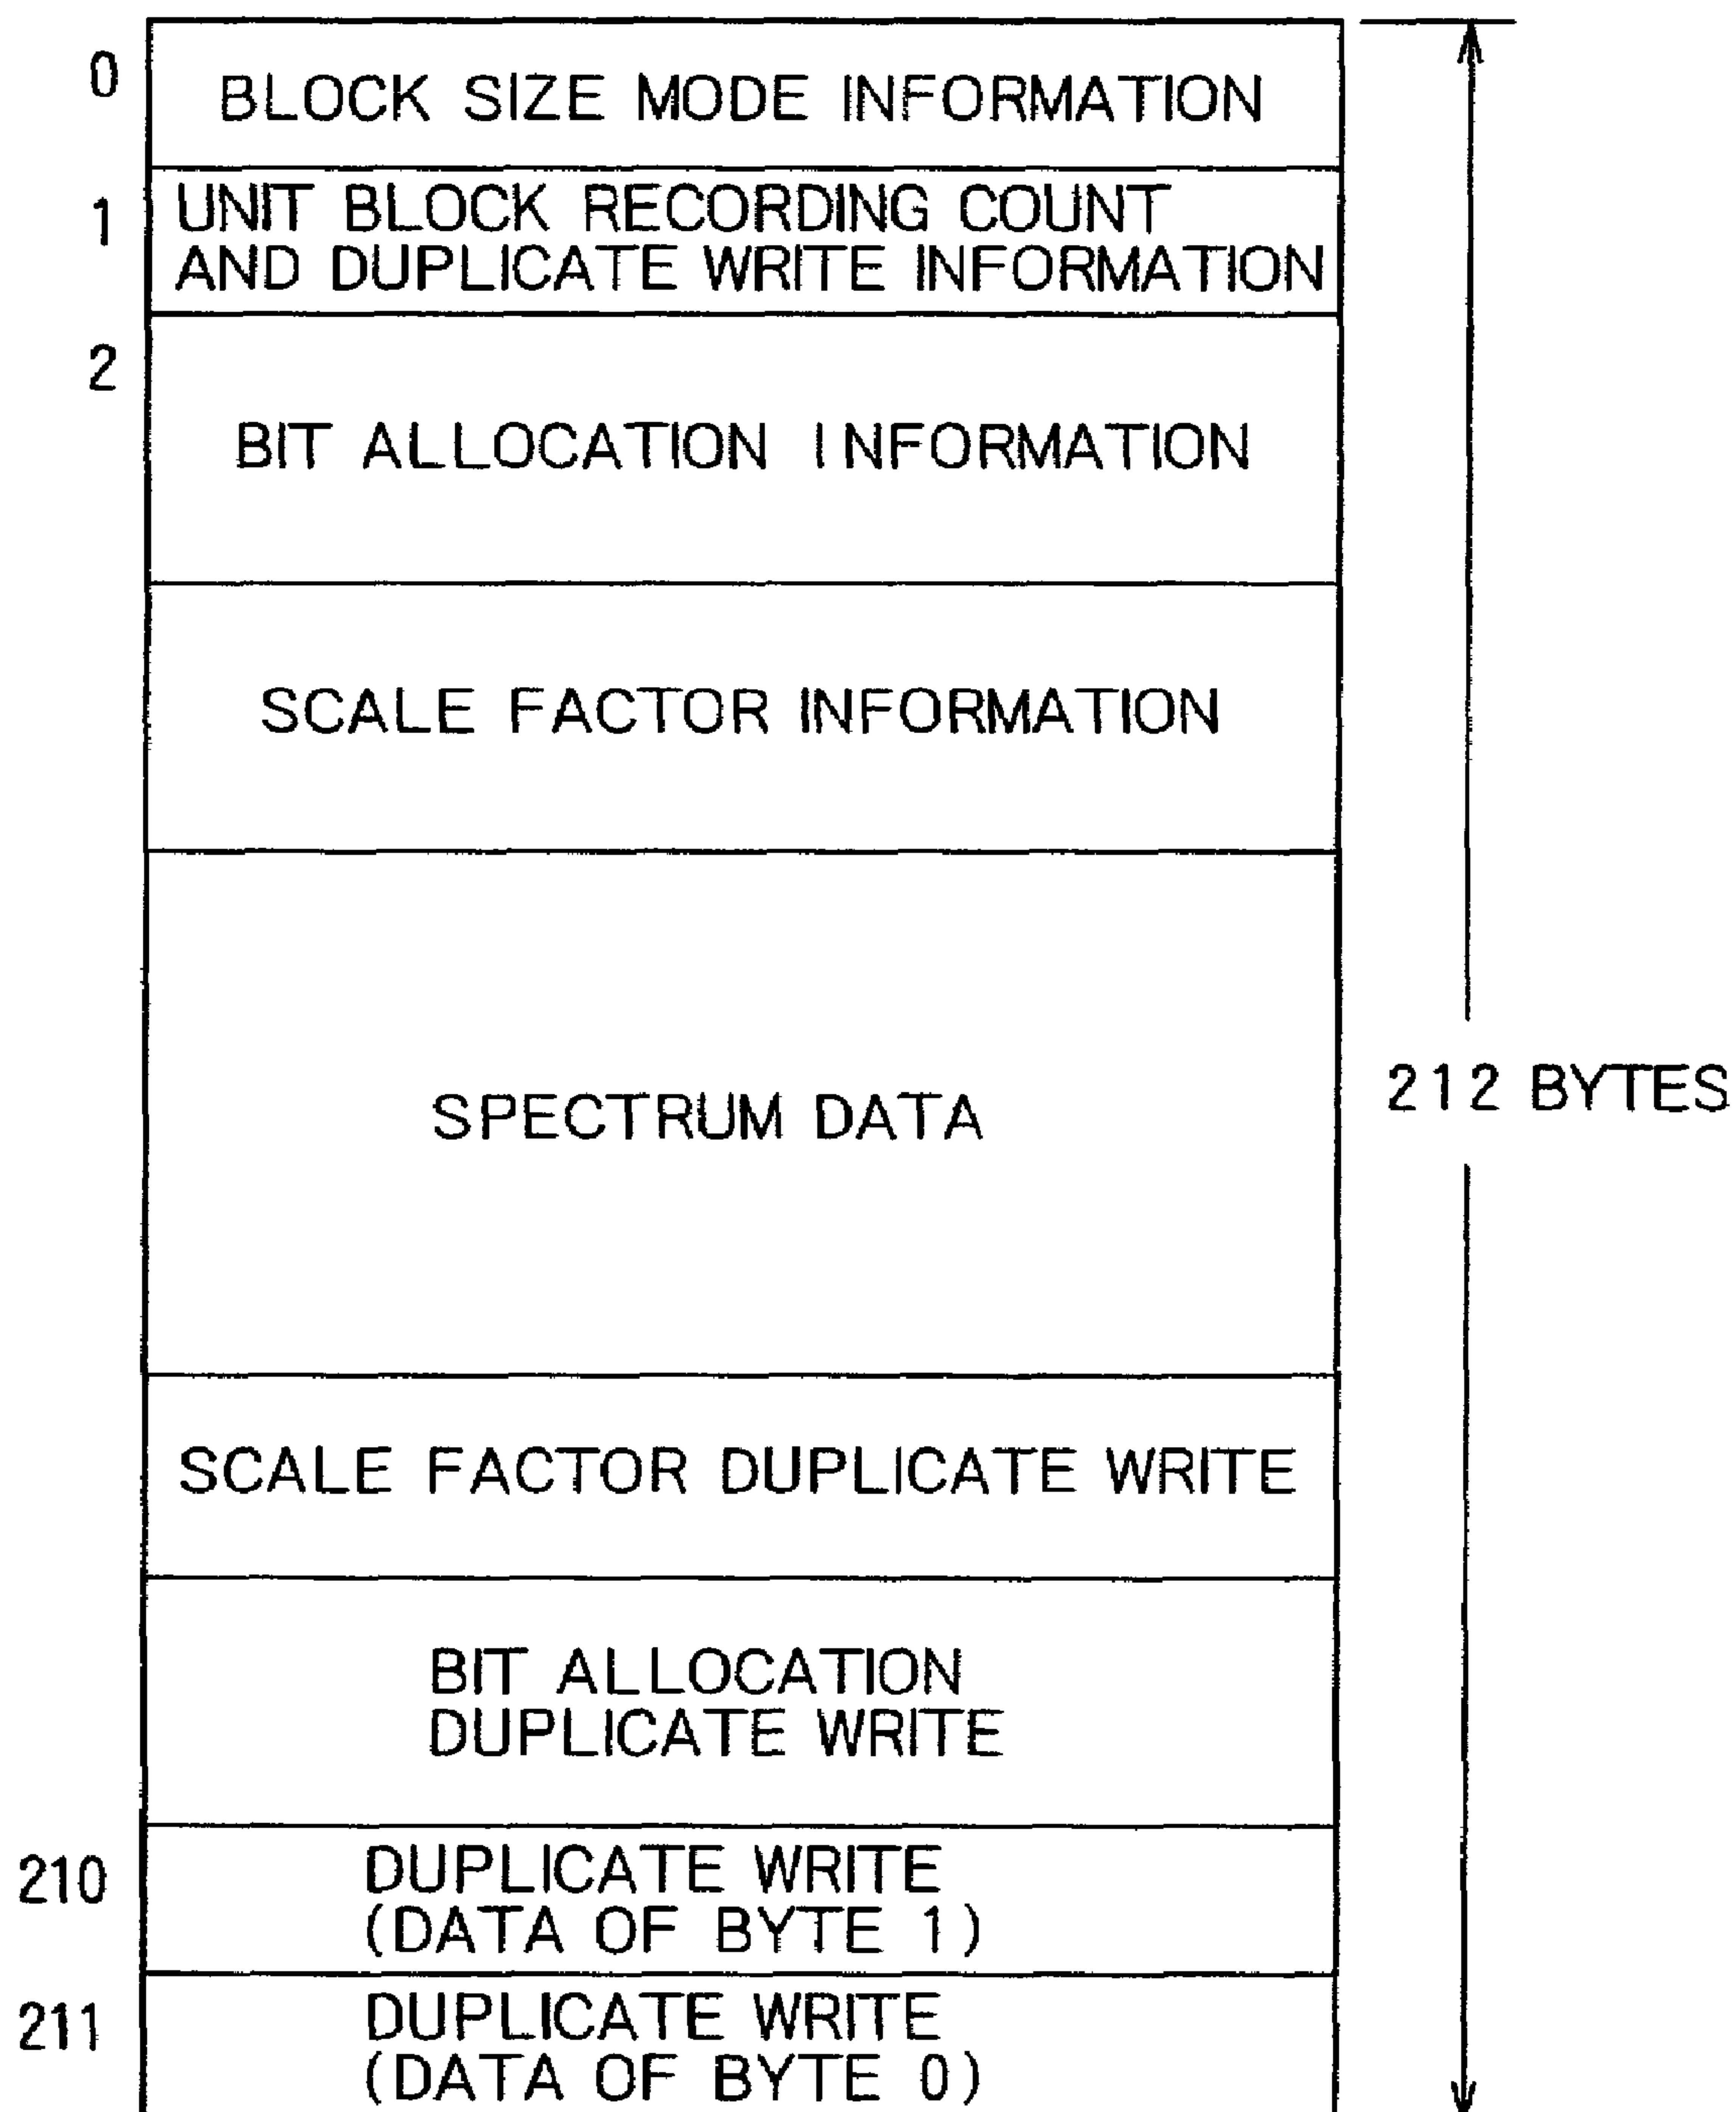 0
BLOCK SIZE MODE INFORMATION
1
UNIT BLOCK RECORDING COUNT
AND DUPLICATE WRITE INFORMATION
2
BIT ALLOCATION INFORMATION
SCALE FACTOR INFORMATION
SPECTRUM DATA
212 BYTES
SCALE FACTOR DUPLICATE WRITE
BIT ALLOCATION
DUPLICATE WRITE
210
DUPLICATE WRITE
(DATA OF BYTE 1)
211
DUPLICATE WRITE
(DATA OF BYTE 0)